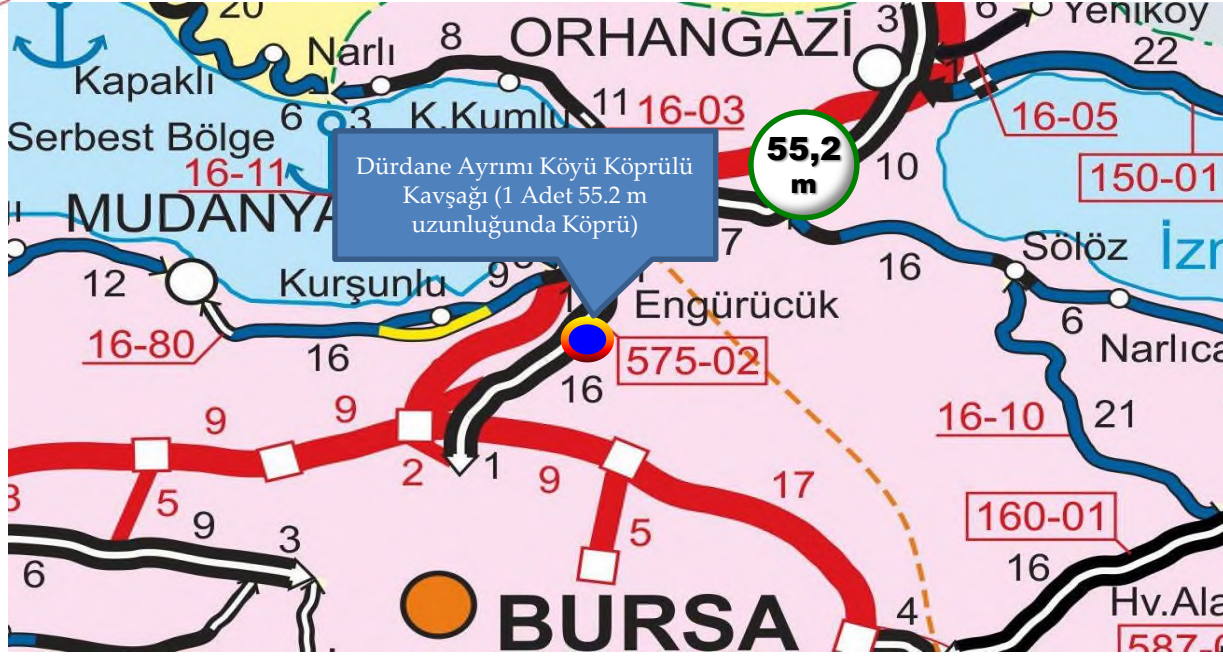 20
Narlı
8
ORHANGAZİ
3
6
Yeniköy
22
Kapaklı
6
3
K.Kumlu
11
16-03
16-05
Serbest Bölge
16-11
MUDANYA
Dürdane Ayrımı Köyü Köprülü
Kavşağı (1 Adet 55.2 m
uzunluğunda Köprü)
55,2
m
10
150-01
7
16
Sölöz
İzn
12
Kurşunlu
9
1
Engürücük
6
Narlıca
16-80
16
575-02
16
9
9
2
1
9
17
16-10
21
5
9
3
6
5
160-01
16
BURSA
4
Hv.Ala
587-0